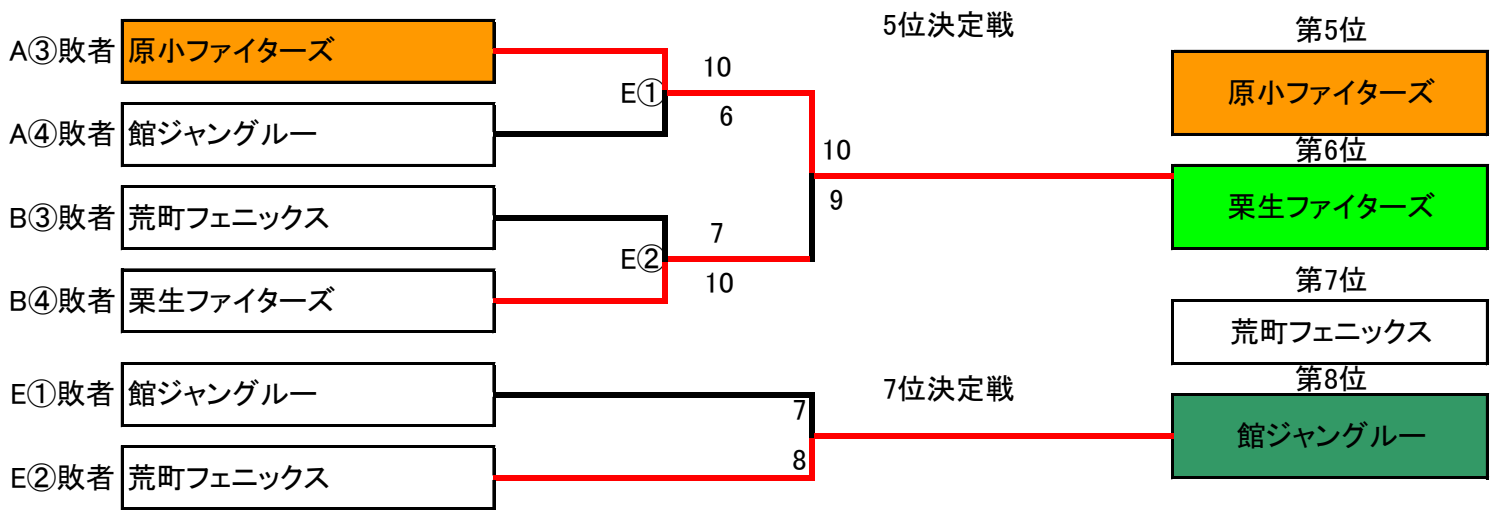 5位決定戦
第5位
A③敗者 原小ファイターズ
10
原小ファイターズ
E①
6
A④敗者 館ジャングルー
10
第6位
9
栗生ファイターズ
B③敗者 荒町フェニックス
7
E②
10
第7位
B④敗者 栗生ファイターズ
荒町フェニックス
E①敗者 館ジャングルー
7位決定戦
第8位
7
館ジャングルー
8
E②敗者 荒町フェニックス